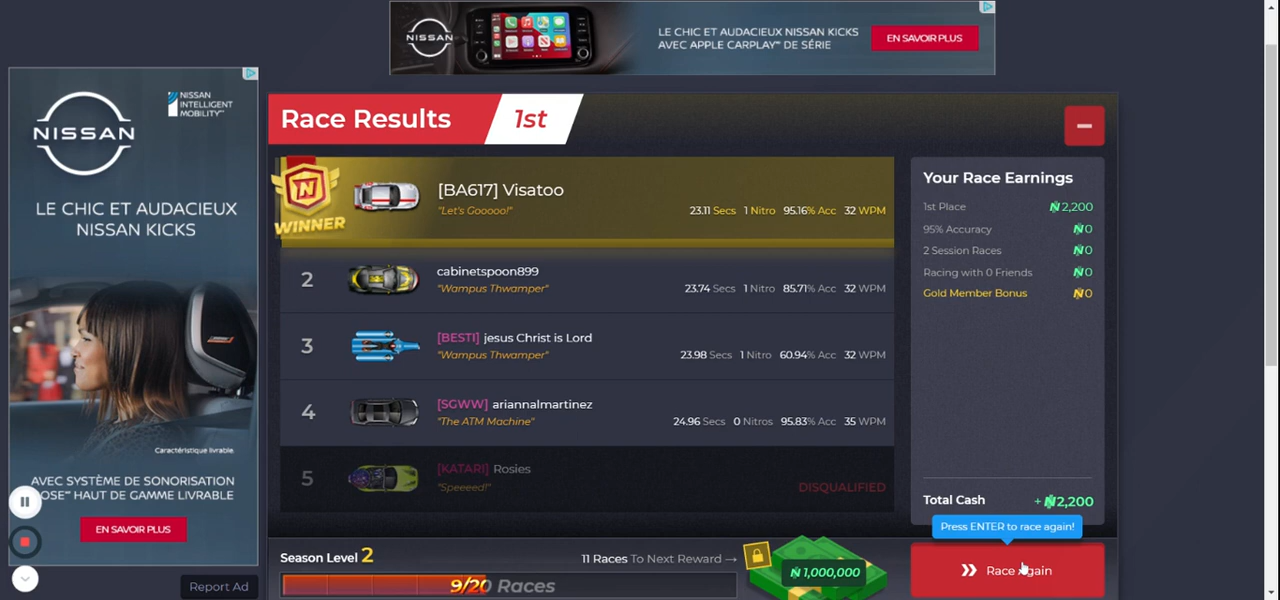 NISSAN
LE CHIC ET AUDACIEUX NISSAN KICKS
AVEC APPLE CARPLAY™ DE SÉRIE
EN SAVOIR PLUS
NISSAN
INTELLIGENT
MOBILITY™
NISSAN
LE CHIC ET AUDACIEUX
NISSAN KICKS
Caractéristique livrable.
AVEC SYSTÈME DE SONORISATION
HAUT DE GAMME LIVRABLE
EN SAVOIR PLUS
Report Ad
Race Results 1st
WINNER
[BA617] Visatoo
"Let's Gooooo!" 23.11 Secs 1 Nitro 95.16% Acc 32 WPM
2 cabinetspoon899
"Wampus Thwamper" 23.74 Secs 1 Nitro 85.71% Acc 32 WPM
3 [BESTI] jesus Christ is Lord
"Wampus Thwamper" 23.98 Secs 1 Nitro 60.94% Acc 32 WPM
4 [SGWW] ariannalmartinez
"The ATM Machine" 24.96 Secs 0 Nitros 95.83% Acc 35 WPM
5 [KATARI] Rosies
"Speeeed!" DISQUALIFIED
Your Race Earnings
1st Place ₦2,200
95% Accuracy ₦0
2 Session Races ₦0
Racing with 0 Friends ₦0
Gold Member Bonus ₦0
Total Cash + ₦2,200
Press ENTER to race again!
Race Again
Season Level 2 11 Races To Next Reward →
9/20 Races
₦1,000,000